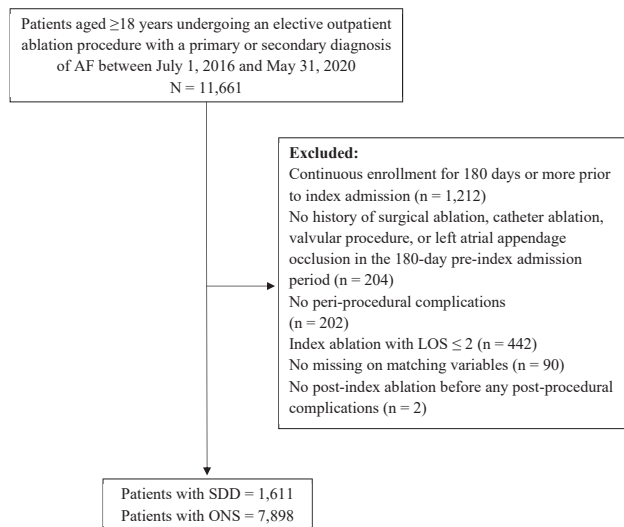 Patients aged ≥18 years undergoing an elective outpatient
ablation procedure with a primary or secondary diagnosis
of AF between July 1, 2016 and May 31, 2020
N = 11,661
Excluded:
Continuous enrollment for 180 days or more prior
to index admission (n = 1,212)
No history of surgical ablation, catheter ablation,
valvular procedure, or left atrial appendage
occlusion in the 180-day pre-index admission
period (n = 204)
No peri-procedural complications
(n = 202)
Index ablation with LOS ≤ 2 (n = 442)
No missing on matching variables (n = 90)
No post-index ablation before any post-procedural
complications (n = 2)
Patients with SDD = 1,611
Patients with ONS = 7,898